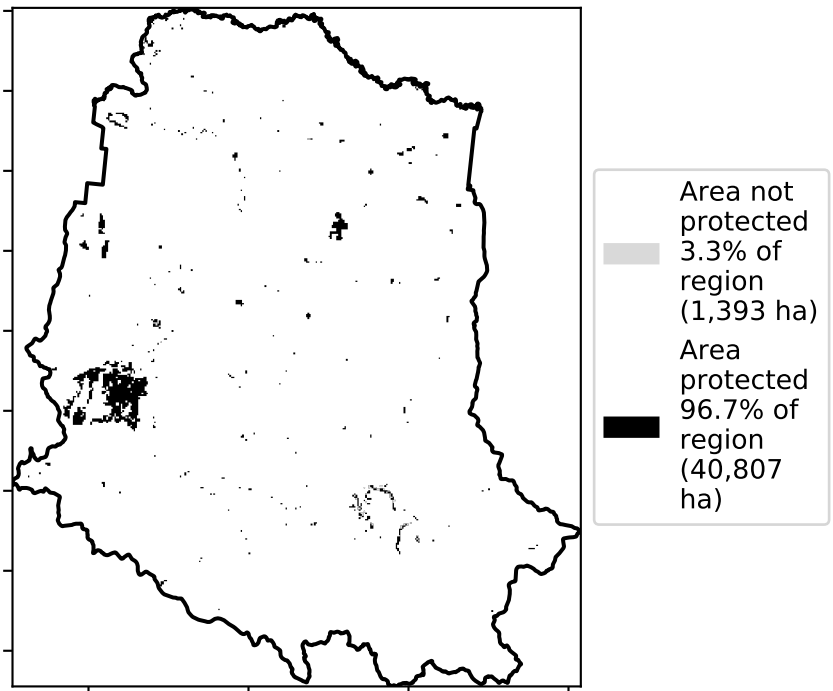 Area not
protected
3.3% of
region
(1,393 ha)
Area
protected
96.7% of
region
(40,807
ha)